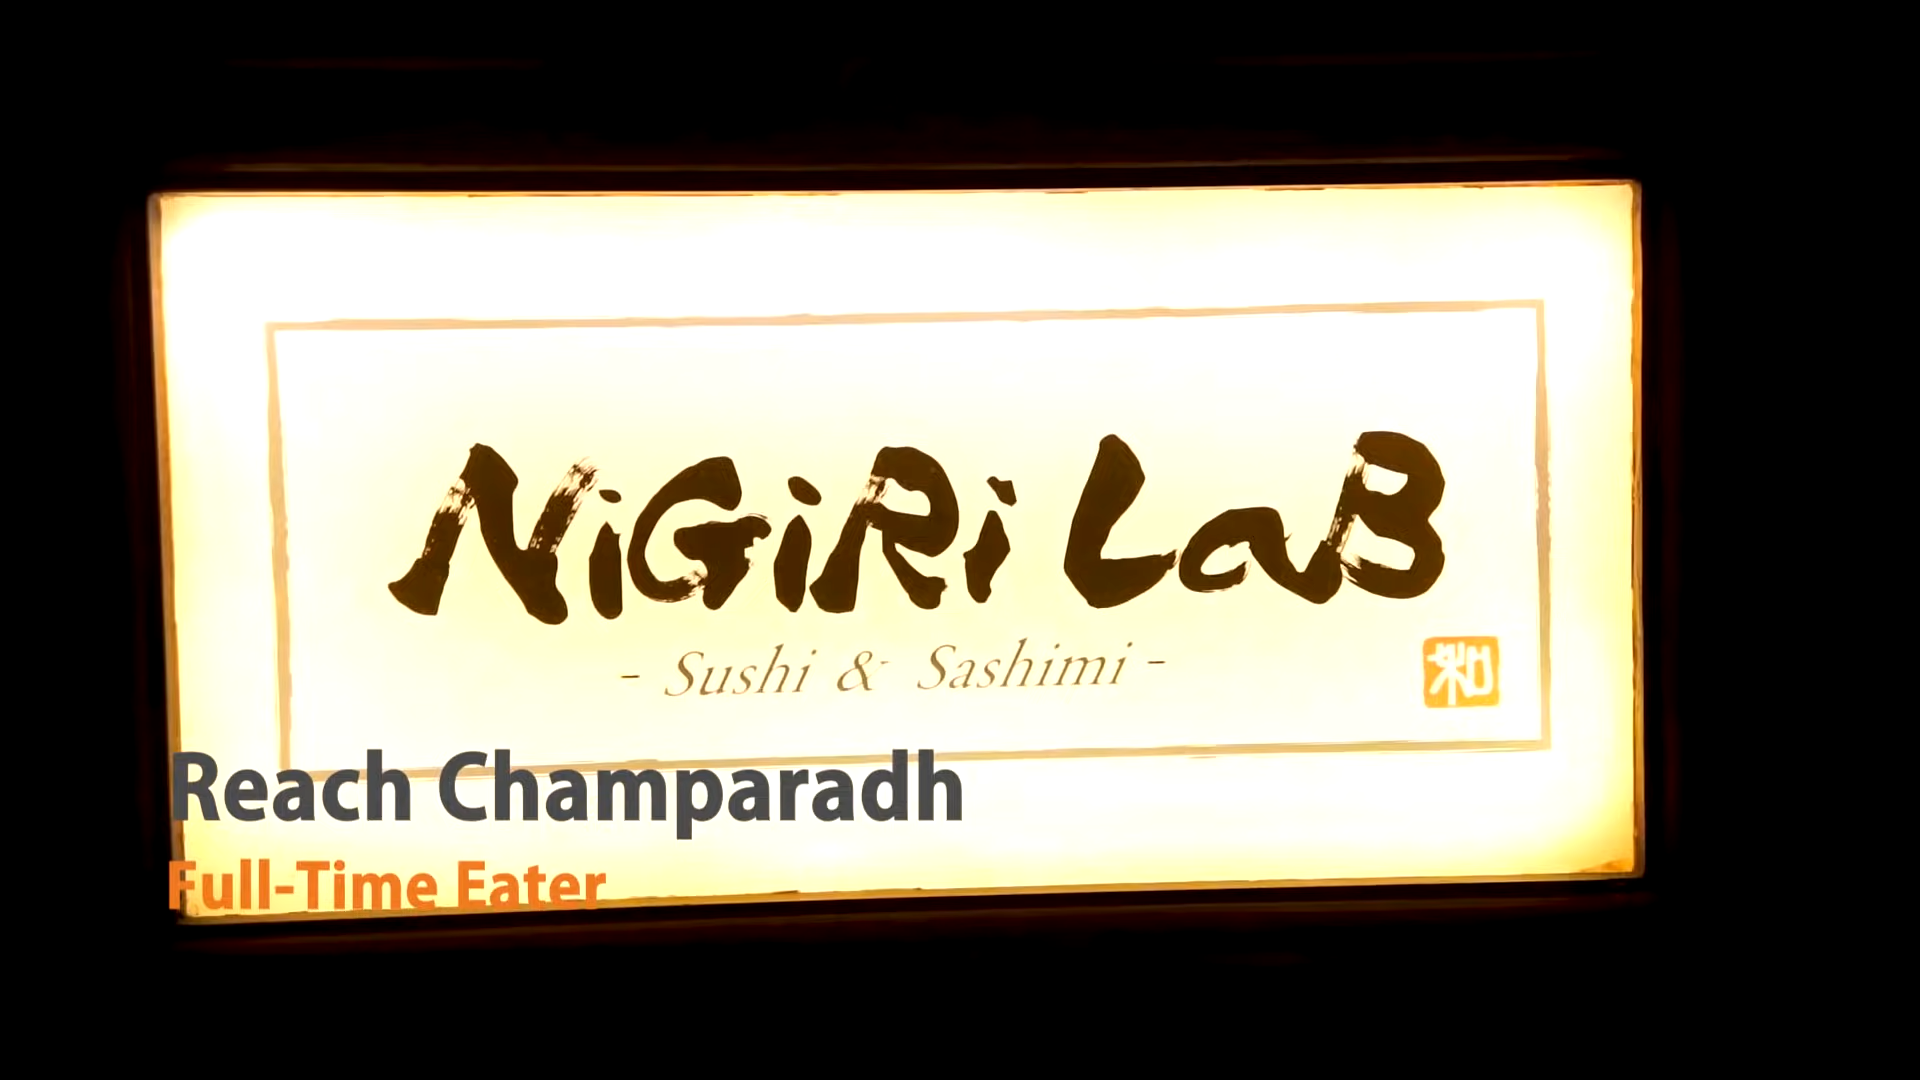 NiGiRi LaB
- Sushi & Sashimi -
和
Reach Champaradh
Full-Time Eater